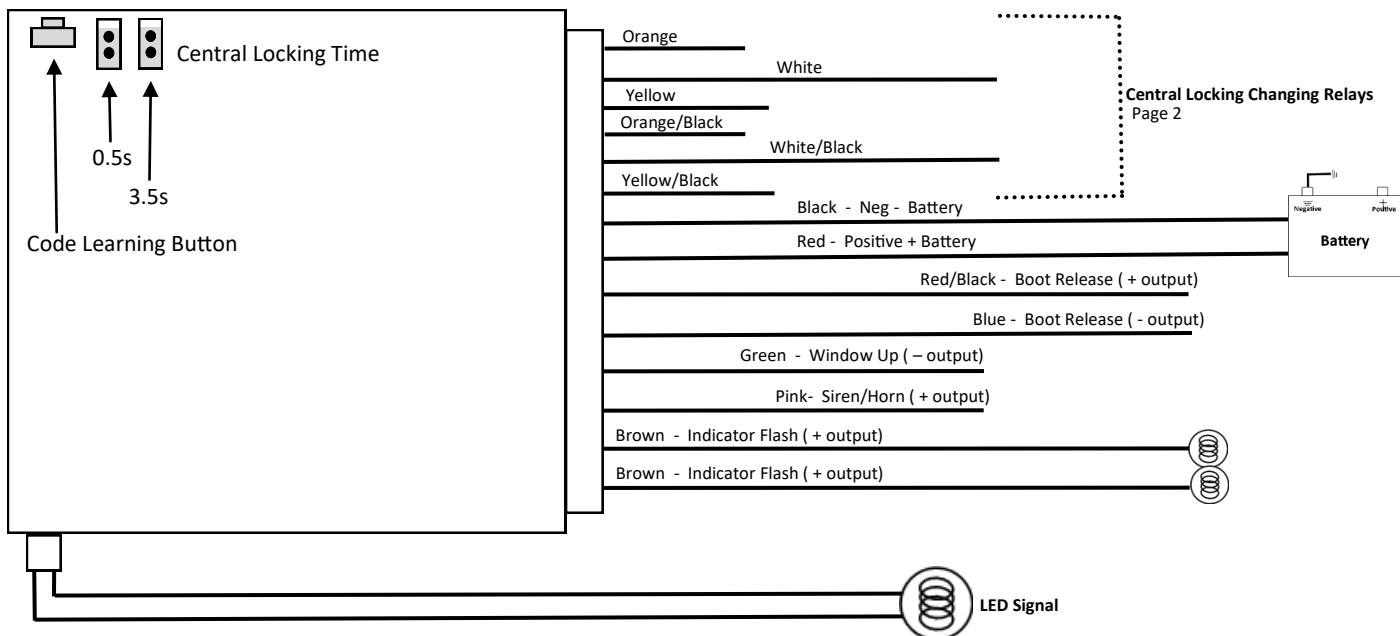 Central Locking Time
0.5s
3.5s
Code Learning Button
Orange
White
Yellow
Orange/Black
White/Black
Yellow/Black
Central Locking Changing Relays
Page 2
Black - Neg - Battery
Red - Positive + Battery
Red/Black - Boot Release ( + output)
Blue - Boot Release ( - output)
Green - Window Up ( – output)
Pink- Siren/Horn ( + output)
Brown - Indicator Flash ( + output)
Brown - Indicator Flash ( + output)
Negative
Positive
Battery
LED Signal